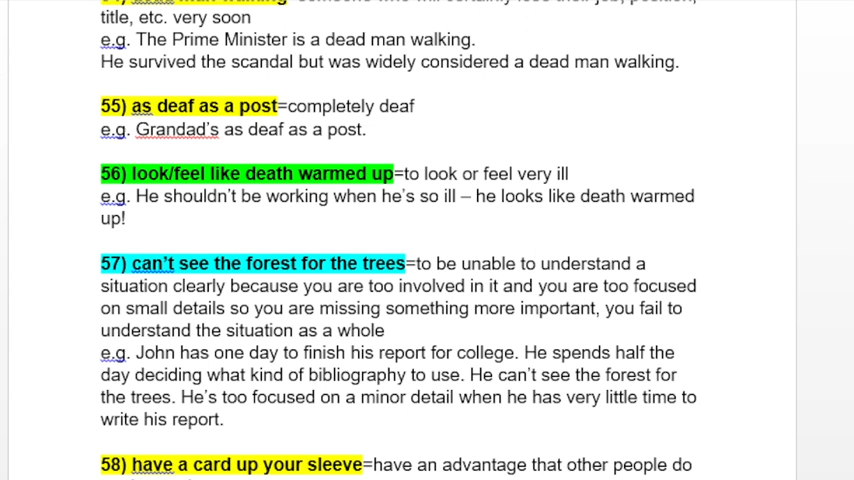 title, etc. very soon
e.g. The Prime Minister is a dead man walking.
He survived the scandal but was widely considered a dead man walking.
55) as deaf as a post=completely deaf
e.g. Grandad's as deaf as a post.
56) look/feel like death warmed up=to look or feel very ill
e.g. He shouldn't be working when he's so ill – he looks like death warmed
up!
57) can't see the forest for the trees=to be unable to understand a
situation clearly because you are too involved in it and you are too focused
on small details so you are missing something more important, you fail to
understand the situation as a whole
e.g. John has one day to finish his report for college. He spends half the
day deciding what kind of bibliography to use. He can't see the forest for
the trees. He's too focused on a minor detail when he has very little time to
write his report.
58) have a card up your sleeve=have an advantage that other people do